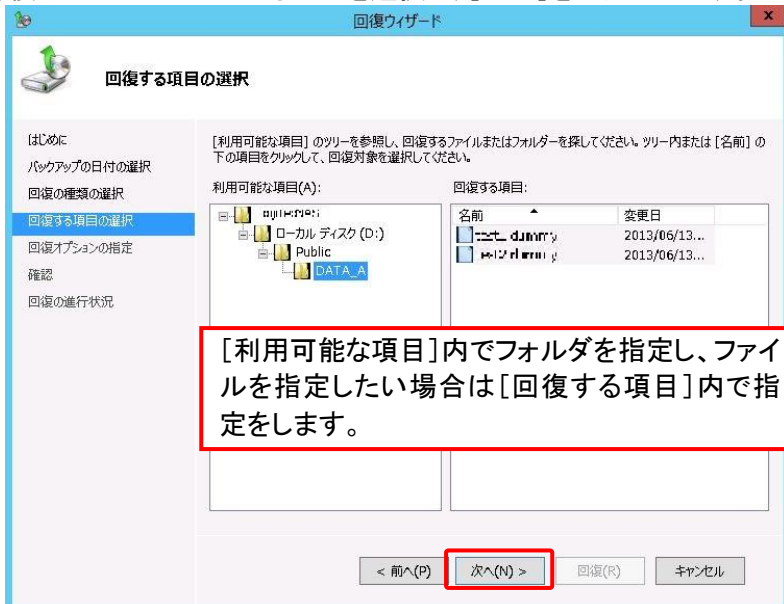 回復ウィザード
x
回復する項目の選択
はじめに
バックアップの日付の選択
回復の種類の選択
回復する項目の選択
回復オプションの指定
確認
回復の進行状況
[利用可能な項目] のツリーを参照し、回復するファイルまたはフォルダーを探してください。ツリー内または [名前] の
下の項目をクリックして、回復対象を選択してください。
利用可能な項目(A):
ローカル ディスク (D:)
Public
DATA_A
回復する項目:
名前 変更日
dummy 2013/06/13...
2013/06/13...
[利用可能な項目]内でフォルダを指定し、ファイ
ルを指定したい場合は[回復する項目]内で指
定をします。
< 前へ(P) 次へ(N) > 回復(R) キャンセル